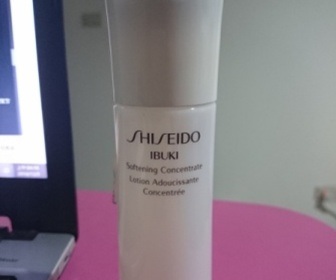 SHISEIDO
IBUKI
Softening Concentrate
Lotion Adoucissante
Concentrée